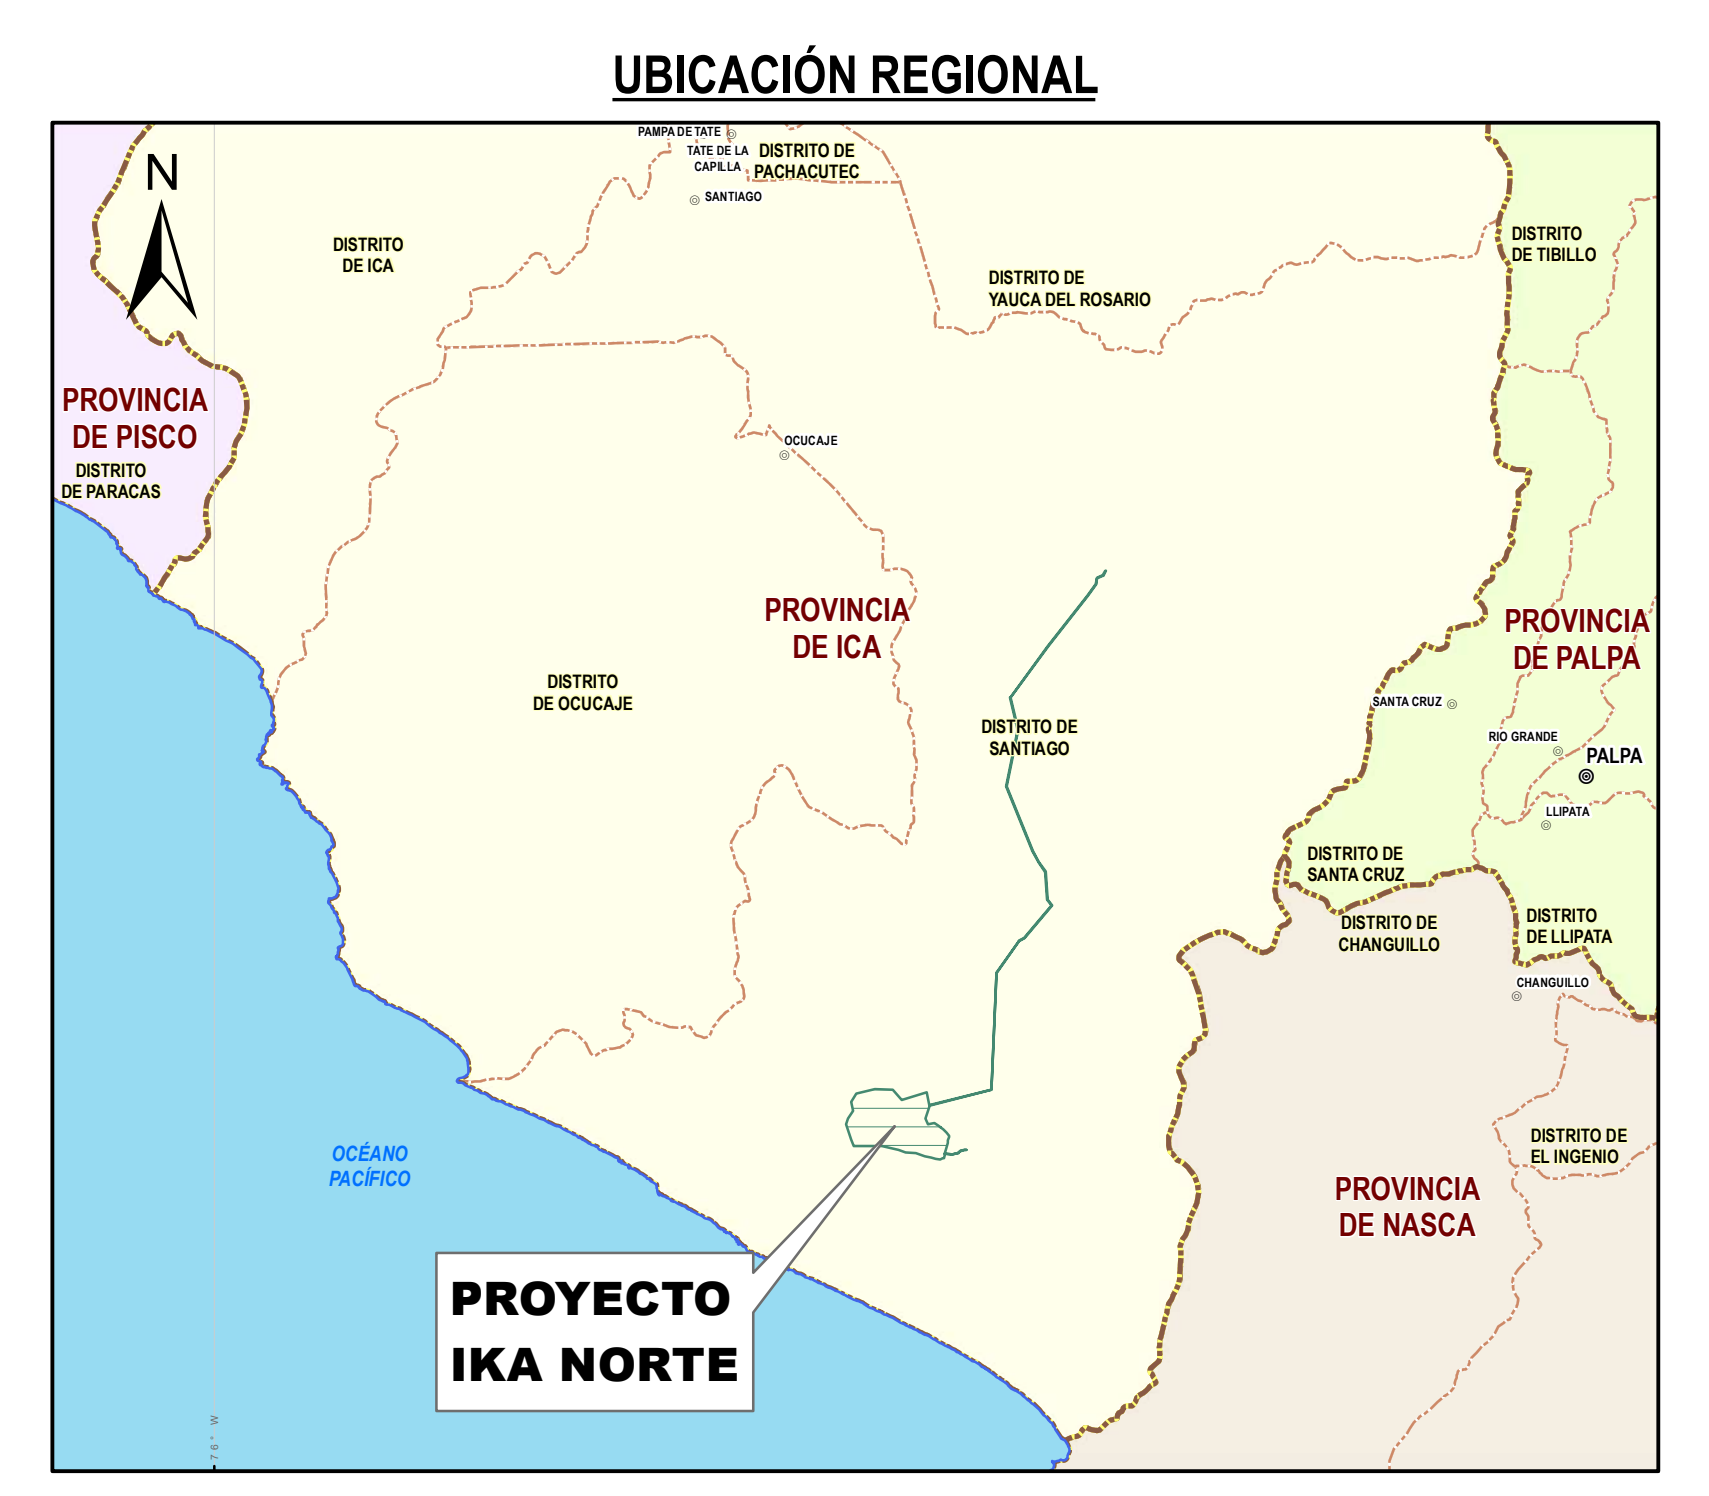 UBICACIÓN REGIONAL
PAMPA DE TATE
TATE DE LA
CAPILLA
DISTRITO DE
PACHACUTEC
SANTIAGO
N
DISTRITO
DE ICA
DISTRITO DE
YAUCA DEL ROSARIO
DISTRITO
DE TIBILLO
PROVINCIA
DE PISCO
DISTRITO
DE PARACAS
OCUCAJE
PROVINCIA
DE ICA
PROVINCIA
DE PALPA
DISTRITO
DE OCUCAJE
DISTRITO DE
SANTIAGO
SANTA CRUZ
RIO GRANDE
PALPA
LLIPATA
DISTRITO DE
SANTA CRUZ
DISTRITO DE
CHANGUILLO
DISTRITO
DE LLIPATA
CHANGUILLO
OCÉANO
PACÍFICO
DISTRITO DE
EL INGENIO
PROVINCIA
DE NASCA
PROYECTO
IKA NORTE
76° W